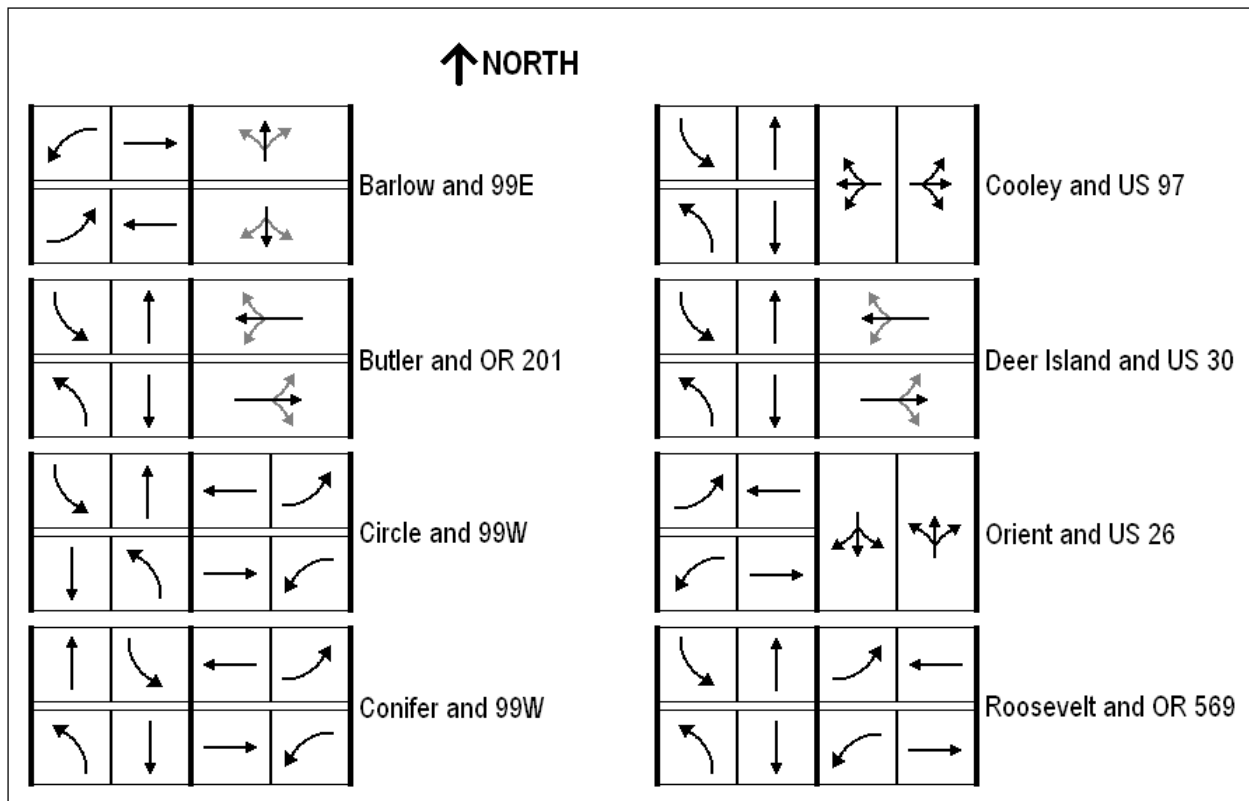 NORTH
Barlow and 99E
Butler and OR 201
Circle and 99W
Conifer and 99W
Cooley and US 97
Deer Island and US 30
Orient and US 26
Roosevelt and OR 569